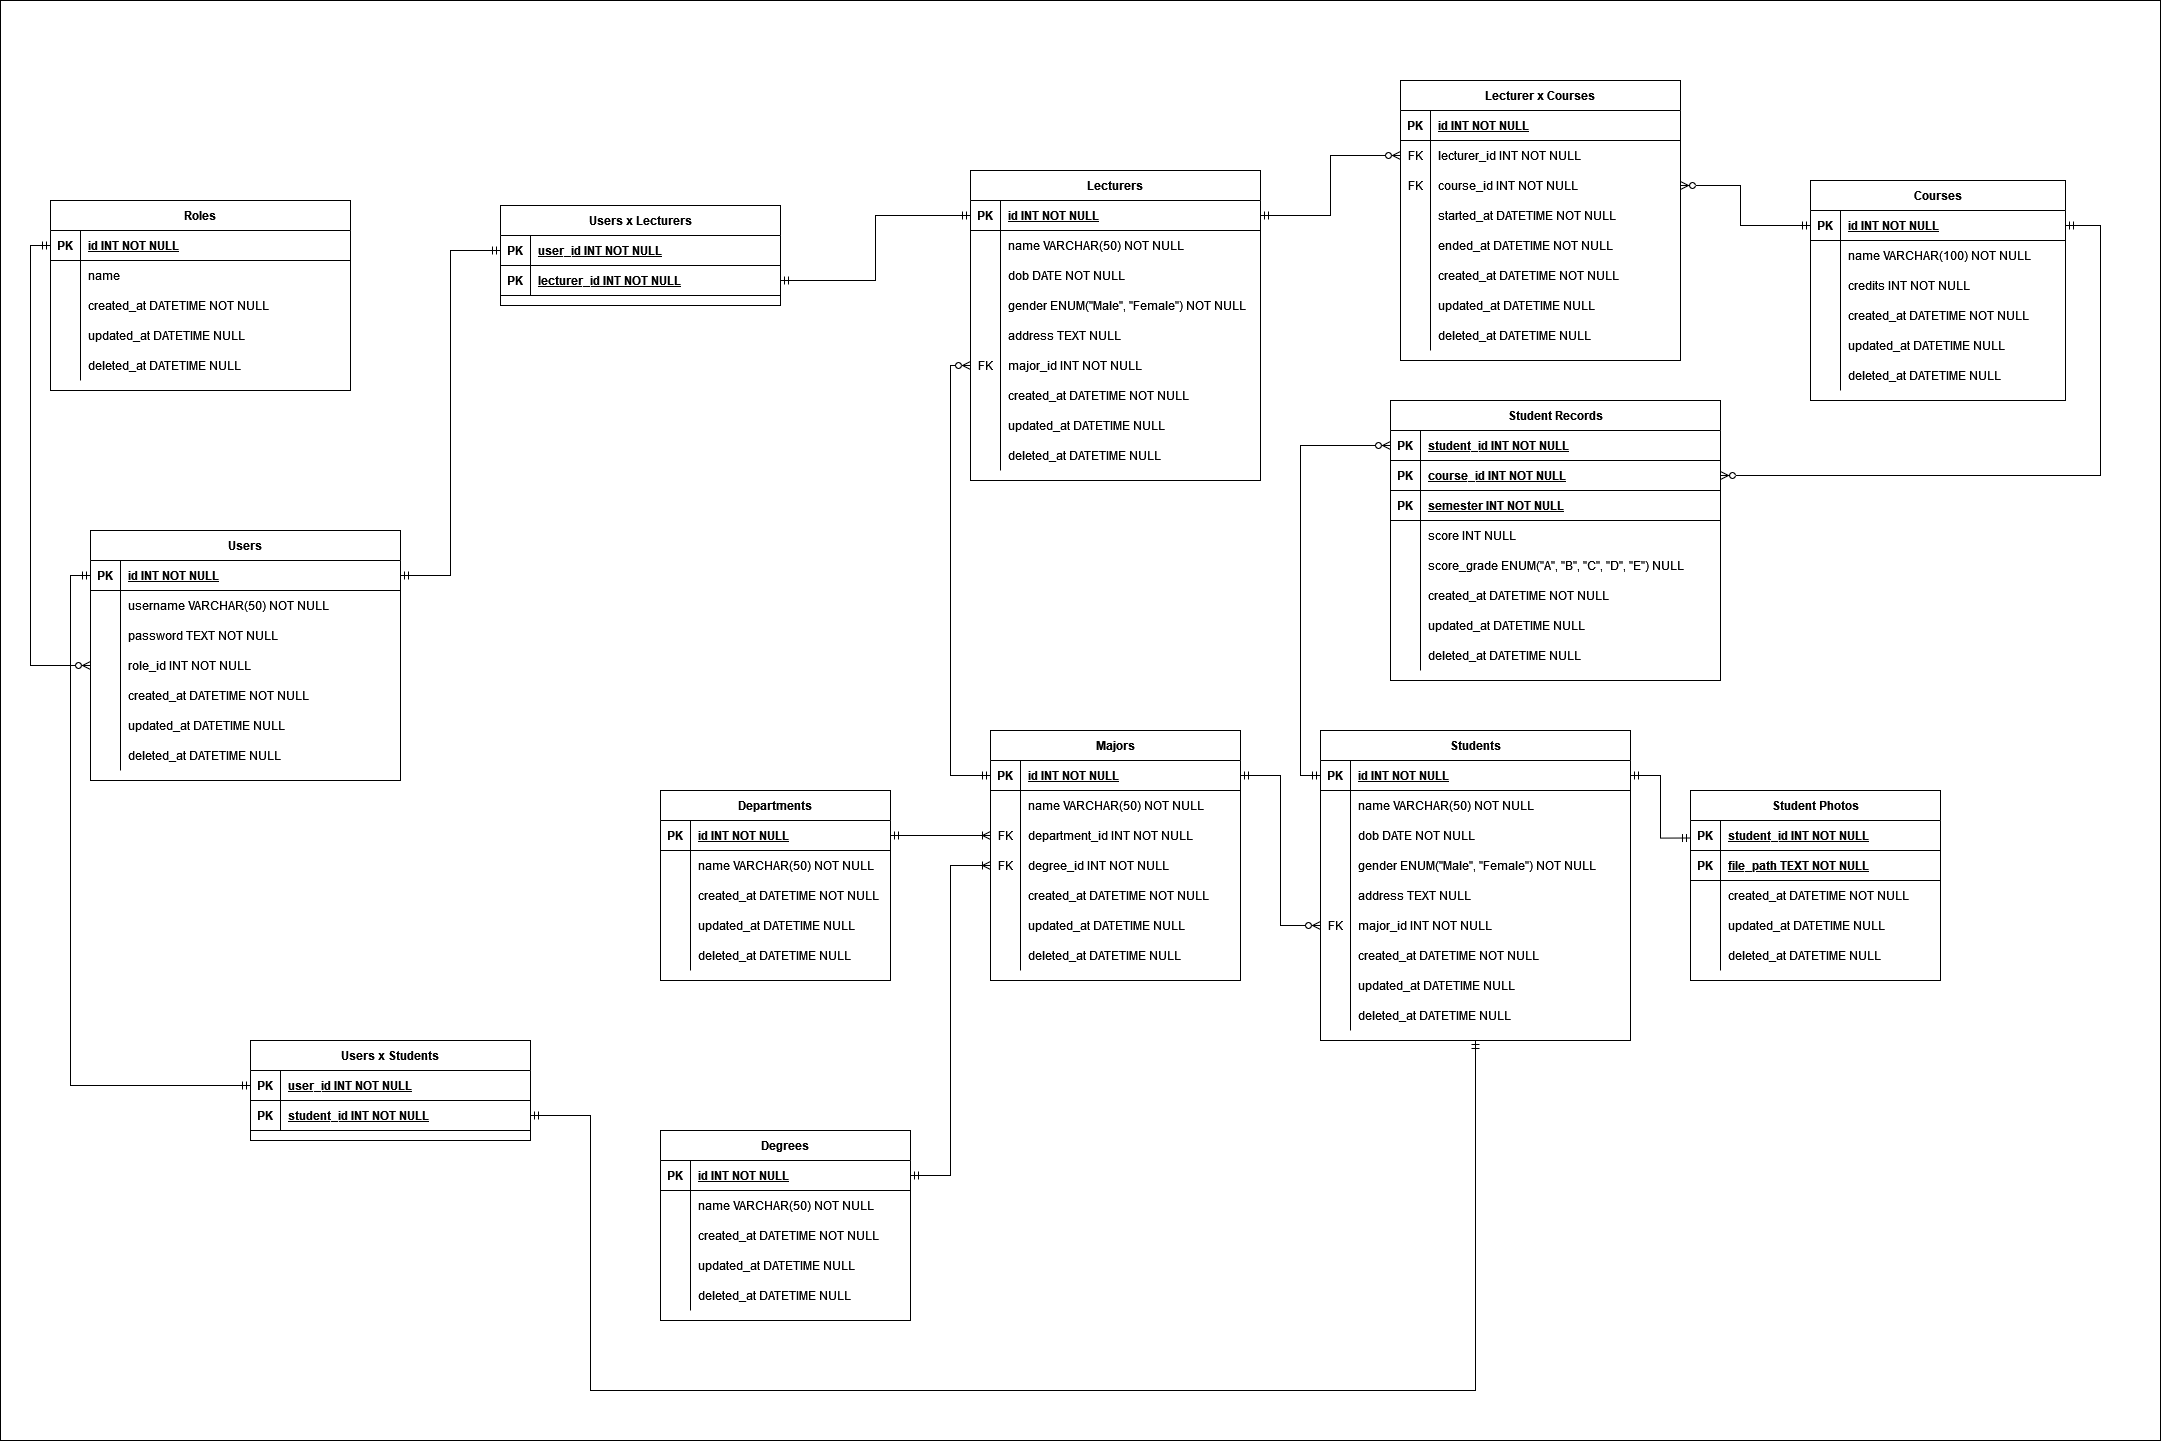 Roles
PK id INT NOT NULL
name
created_at DATETIME NOT NULL
updated_at DATETIME NULL
deleted_at DATETIME NULL
Users x Lecturers
PK user_id INT NOT NULL
PK lecturer_id INT NOT NULL
Lecturers
PK id INT NOT NULL
name VARCHAR(50) NOT NULL
dob DATE NOT NULL
gender ENUM("Male", "Female") NOT NULL
address TEXT NULL
FK major_id INT NOT NULL
created_at DATETIME NOT NULL
updated_at DATETIME NULL
deleted_at DATETIME NULL
Lecturer x Courses
PK id INT NOT NULL
FK lecturer_id INT NOT NULL
FK course_id INT NOT NULL
started_at DATETIME NOT NULL
ended_at DATETIME NOT NULL
created_at DATETIME NOT NULL
updated_at DATETIME NULL
deleted_at DATETIME NULL
Courses
PK id INT NOT NULL
name VARCHAR(100) NOT NULL
credits INT NOT NULL
created_at DATETIME NOT NULL
updated_at DATETIME NULL
deleted_at DATETIME NULL
Student Records
PK student_id INT NOT NULL
PK course_id INT NOT NULL
PK semester INT NOT NULL
score INT NULL
score_grade ENUM("A", "B", "C", "D", "E") NULL
created_at DATETIME NOT NULL
updated_at DATETIME NULL
deleted_at DATETIME NULL
Users
PK id INT NOT NULL
username VARCHAR(50) NOT NULL
password TEXT NOT NULL
role_id INT NOT NULL
created_at DATETIME NOT NULL
updated_at DATETIME NULL
deleted_at DATETIME NULL
Departments
PK id INT NOT NULL
name VARCHAR(50) NOT NULL
created_at DATETIME NOT NULL
updated_at DATETIME NULL
deleted_at DATETIME NULL
Majors
PK id INT NOT NULL
name VARCHAR(50) NOT NULL
FK department_id INT NOT NULL
FK degree_id INT NOT NULL
created_at DATETIME NOT NULL
updated_at DATETIME NULL
deleted_at DATETIME NULL
Students
PK id INT NOT NULL
name VARCHAR(50) NOT NULL
dob DATE NOT NULL
gender ENUM("Male", "Female") NOT NULL
address TEXT NULL
FK major_id INT NOT NULL
created_at DATETIME NOT NULL
updated_at DATETIME NULL
deleted_at DATETIME NULL
Student Photos
PK student_id INT NOT NULL
PK file_path TEXT NOT NULL
created_at DATETIME NOT NULL
updated_at DATETIME NULL
deleted_at DATETIME NULL
Users x Students
PK user_id INT NOT NULL
PK student_id INT NOT NULL
Degrees
PK id INT NOT NULL
name VARCHAR(50) NOT NULL
created_at DATETIME NOT NULL
updated_at DATETIME NULL
deleted_at DATETIME NULL